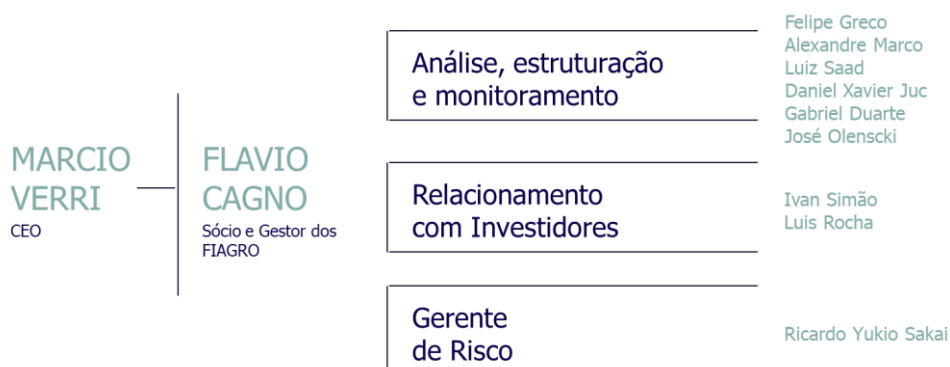 MARCIO
VERRI
CEO
FLAVIO
CAGNO
Sócio e Gestor dos
FIAGRO
Análise, estruturação
e monitoramento
Felipe Greco
Alexandre Marco
Luiz Saad
Daniel Xavier Juc
Gabriel Duarte
José Olenscki
Relacionamento
com Investidores
Ivan Simão
Luis Rocha
Gerente
de Risco
Ricardo Yukio Sakai